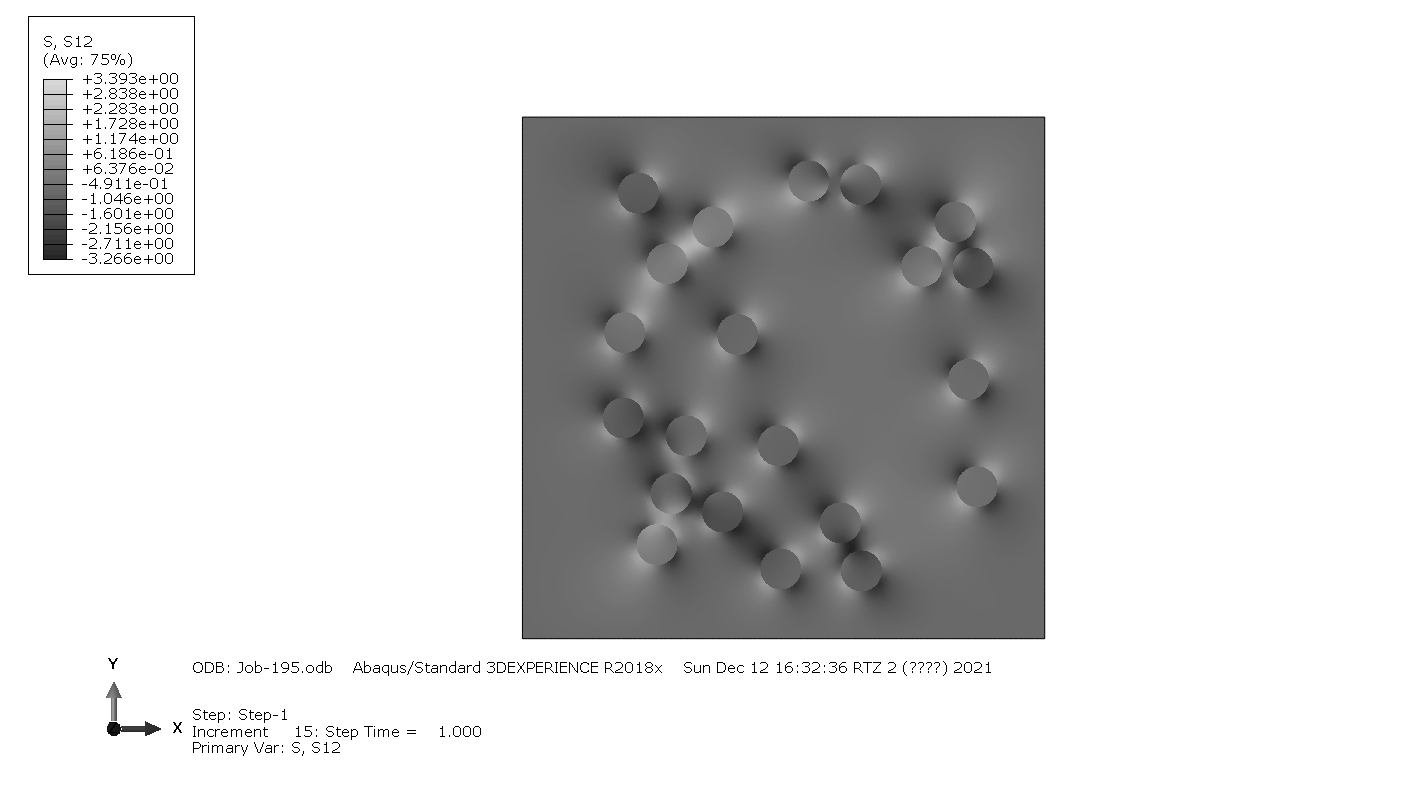 S, S12
(Avg: 75%)
+3.393e+00
+2.838e+00
+2.283e+00
+1.728e+00
+1.174e+00
+6.186e-01
+6.376e-02
-4.911e-01
-1.046e+00
-1.601e+00
-2.156e+00
-2.711e+00
-3.266e+00
Y
X
ODB: Job-195.odb Abaqus/Standard 3DEXPERIENCE R2018x Sun Dec 12 16:32:36 RTZ 2 (????) 2021
Step: Step-1
Increment 15: Step Time = 1.000
Primary Var: S, S12